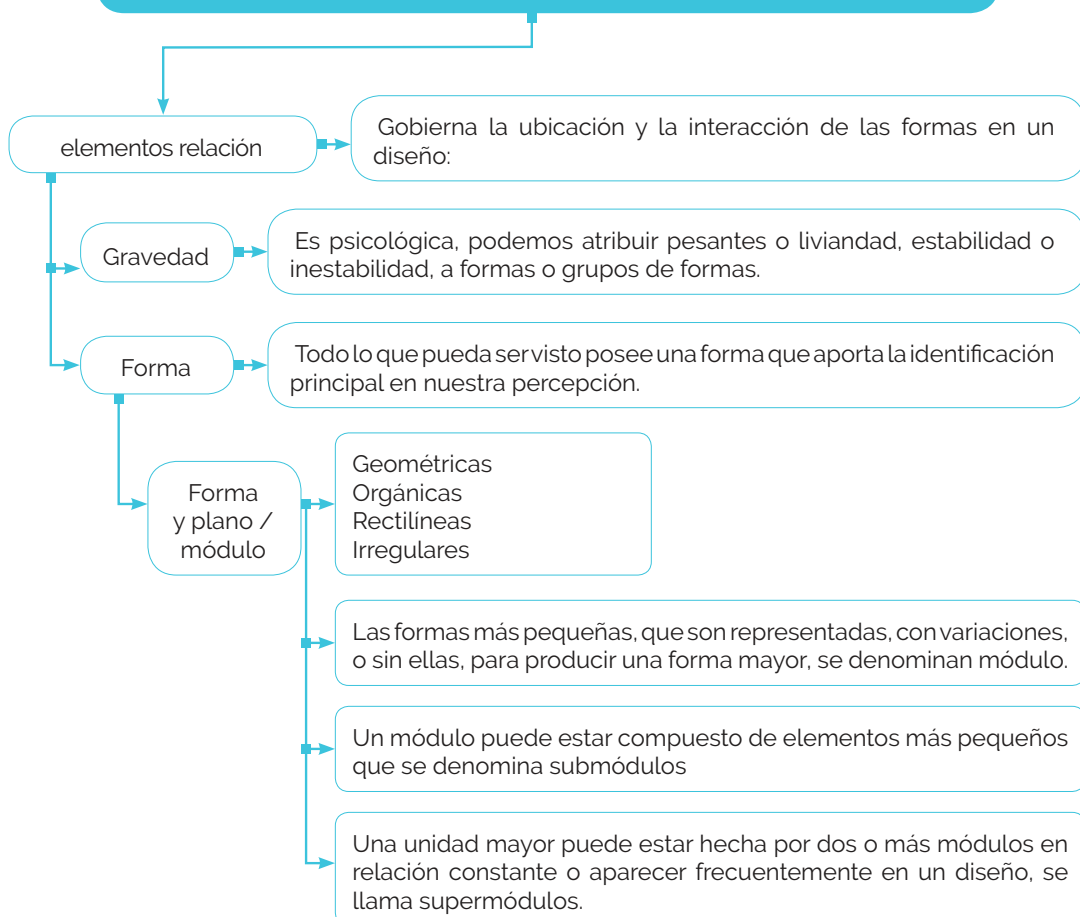 elementos relación
Gobierna la ubicación y la interacción de las formas en un
diseño:
Gravedad
Es psicológica, podemos atribuir pesantes o liviandad, estabilidad o
inestabilidad, a formas o grupos de formas.
Forma
Todo lo que pueda ser visto posee una forma que aporta la identificación
principal en nuestra percepción.
Forma
y plano /
módulo
Geométricas
Orgánicas
Rectilíneas
Irregulares
Las formas más pequeñas, que son representadas, con variaciones,
o sin ellas, para producir una forma mayor, se denominan módulo.
Un módulo puede estar compuesto de elementos más pequeños
que se denomina submódulos
Una unidad mayor puede estar hecha por dos o más módulos en
relación constante o aparecer frecuentemente en un diseño, se
llama supermódulos.